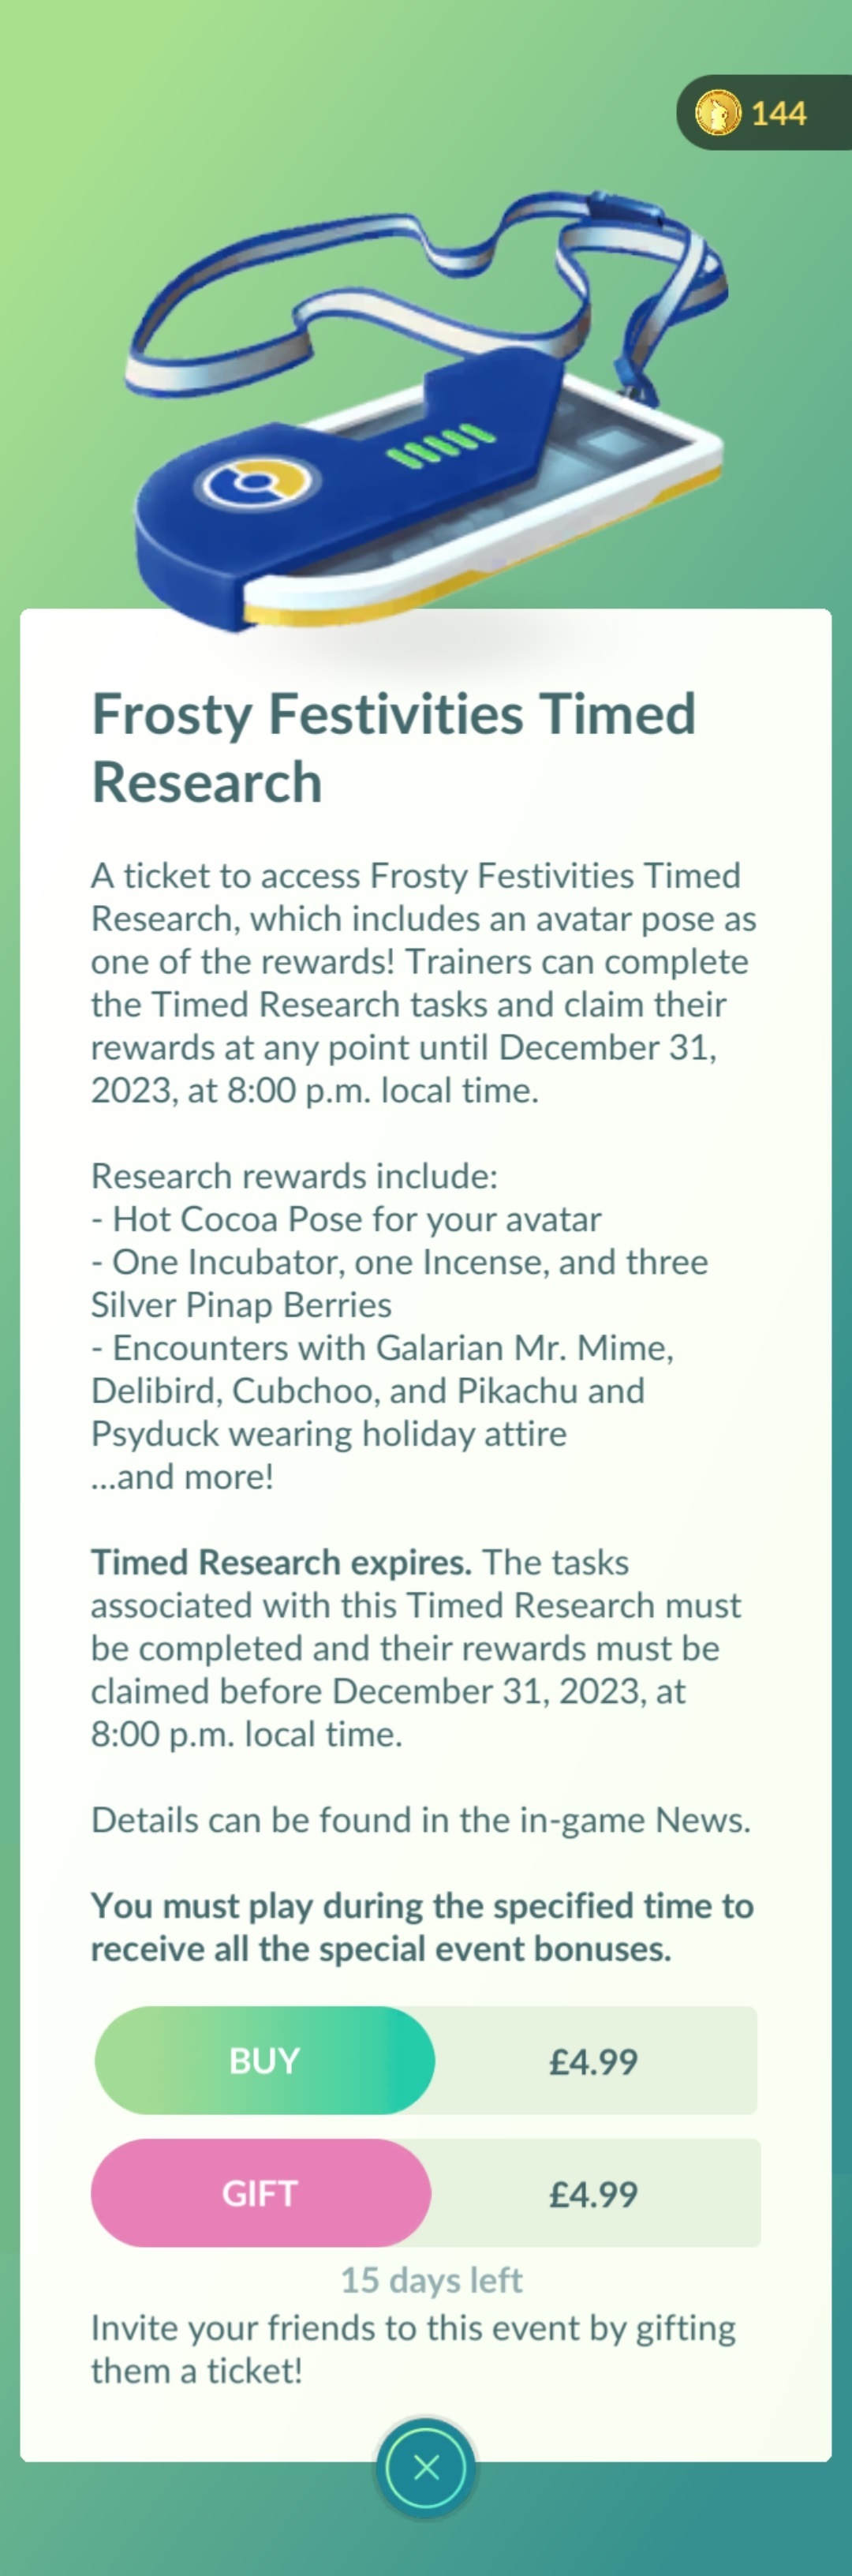 144
Frosty Festivities Timed
Research
A ticket to access Frosty Festivities Timed
Research, which includes an avatar pose as
one of the rewards! Trainers can complete
the Timed Research tasks and claim their
rewards at any point until December 31,
2023, at 8:00 p.m. local time.
Research rewards include:
- Hot Cocoa Pose for your avatar
- One Incubator, one Incense, and three
Silver Pinap Berries
- Encounters with Galarian Mr. Mime,
Delibird, Cubchoo, and Pikachu and
Psyduck wearing holiday attire
...and more!
Timed Research expires. The tasks
associated with this Timed Research must
be completed and their rewards must be
claimed before December 31, 2023, at
8:00 p.m. local time.
Details can be found in the in-game News.
You must play during the specified time to
receive all the special event bonuses.
BUY £4.99
GIFT £4.99
15 days left
Invite your friends to this event by gifting
them a ticket!